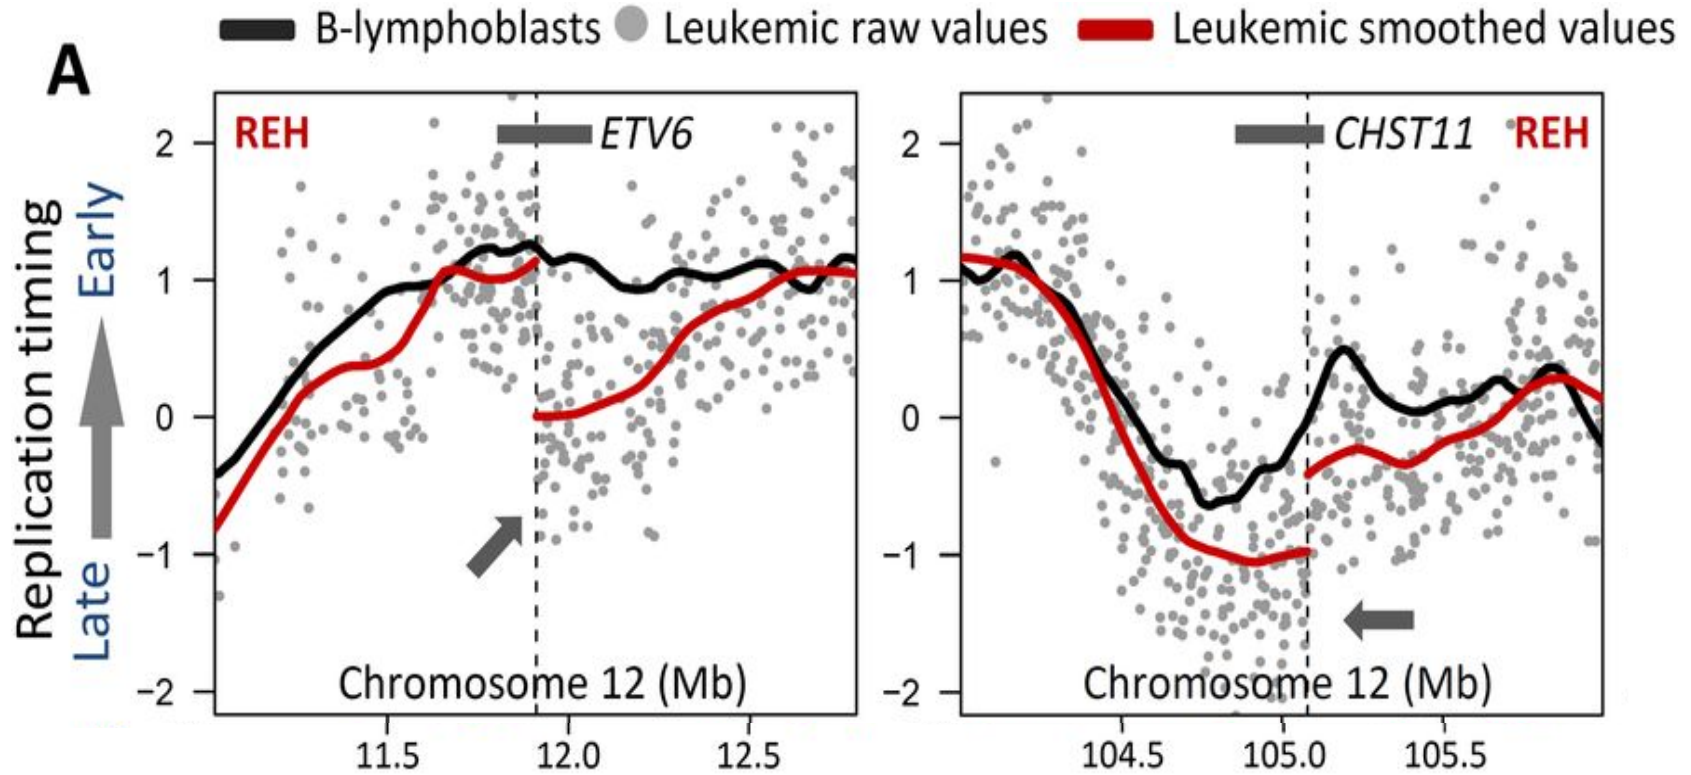 B-lymphoblasts Leukemic raw values Leukemic smoothed values
A
Replication timing
Late Early
REH
ETV6
2
1
0
−1
−2
Chromosome 12 (Mb)
11.5 12.0 12.5
CHST11 REH
2
1
0
−1
−2
Chromosome 12 (Mb)
104.5 105.0 105.5